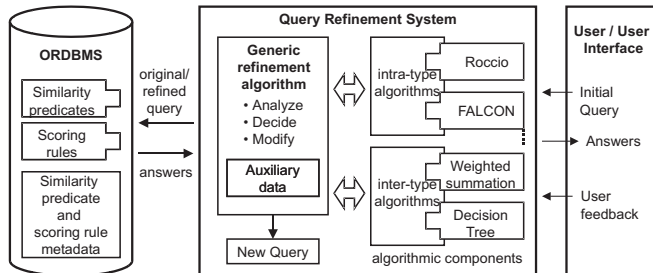 ORDBMS
Similarity
predicates
Scoring
rules
Similarity
predicate
and
scoring rule
metadata
original/
refined
query
answers
Query Refinement System
Generic
refinement
algorithm
• Analyze
• Decide
• Modify
Auxiliary
data
New Query
intra-type
algorithms
Roccio
FALCON
inter-type
algorithms
Weighted
summation
Decision
Tree
algorithmic components
User / User
Interface
Initial
Query
Answers
User
feedback